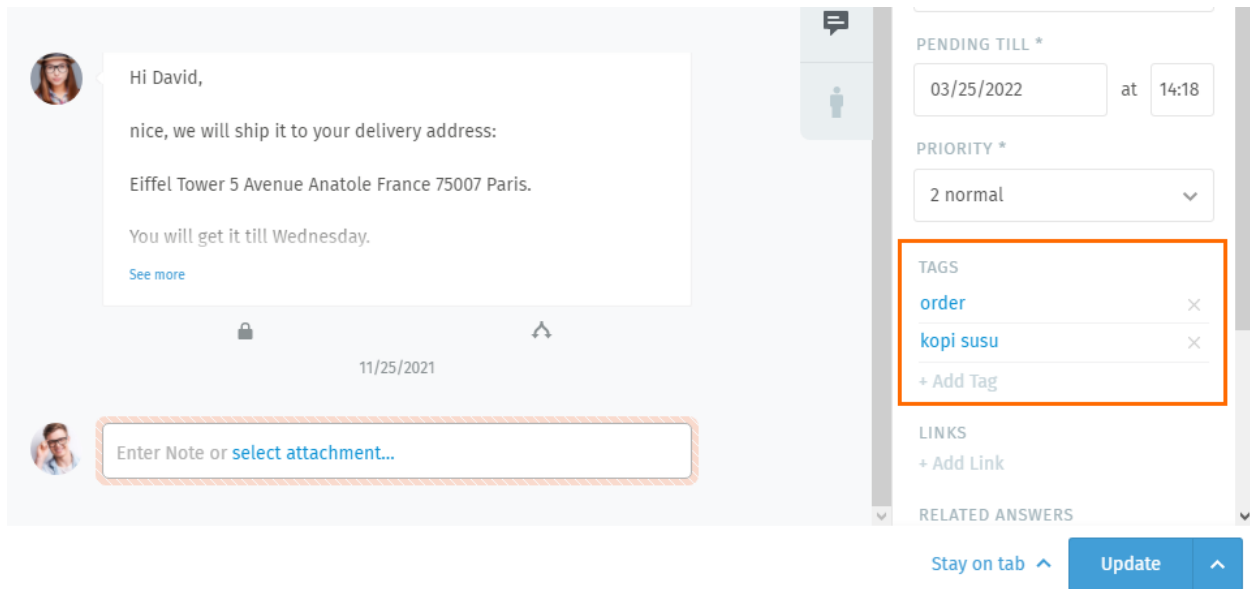 Hi David,
nice, we will ship it to your delivery address:
Eiffel Tower 5 Avenue Anatole France 75007 Paris.
You will get it till Wednesday.
See more
11/25/2021
Enter Note or select attachment...
PENDING TILL *
03/25/2022 at 14:18
PRIORITY *
2 normal
TAGS
order
kopi susu
+ Add Tag
LINKS
+ Add Link
RELATED ANSWERS
Stay on tab
Update